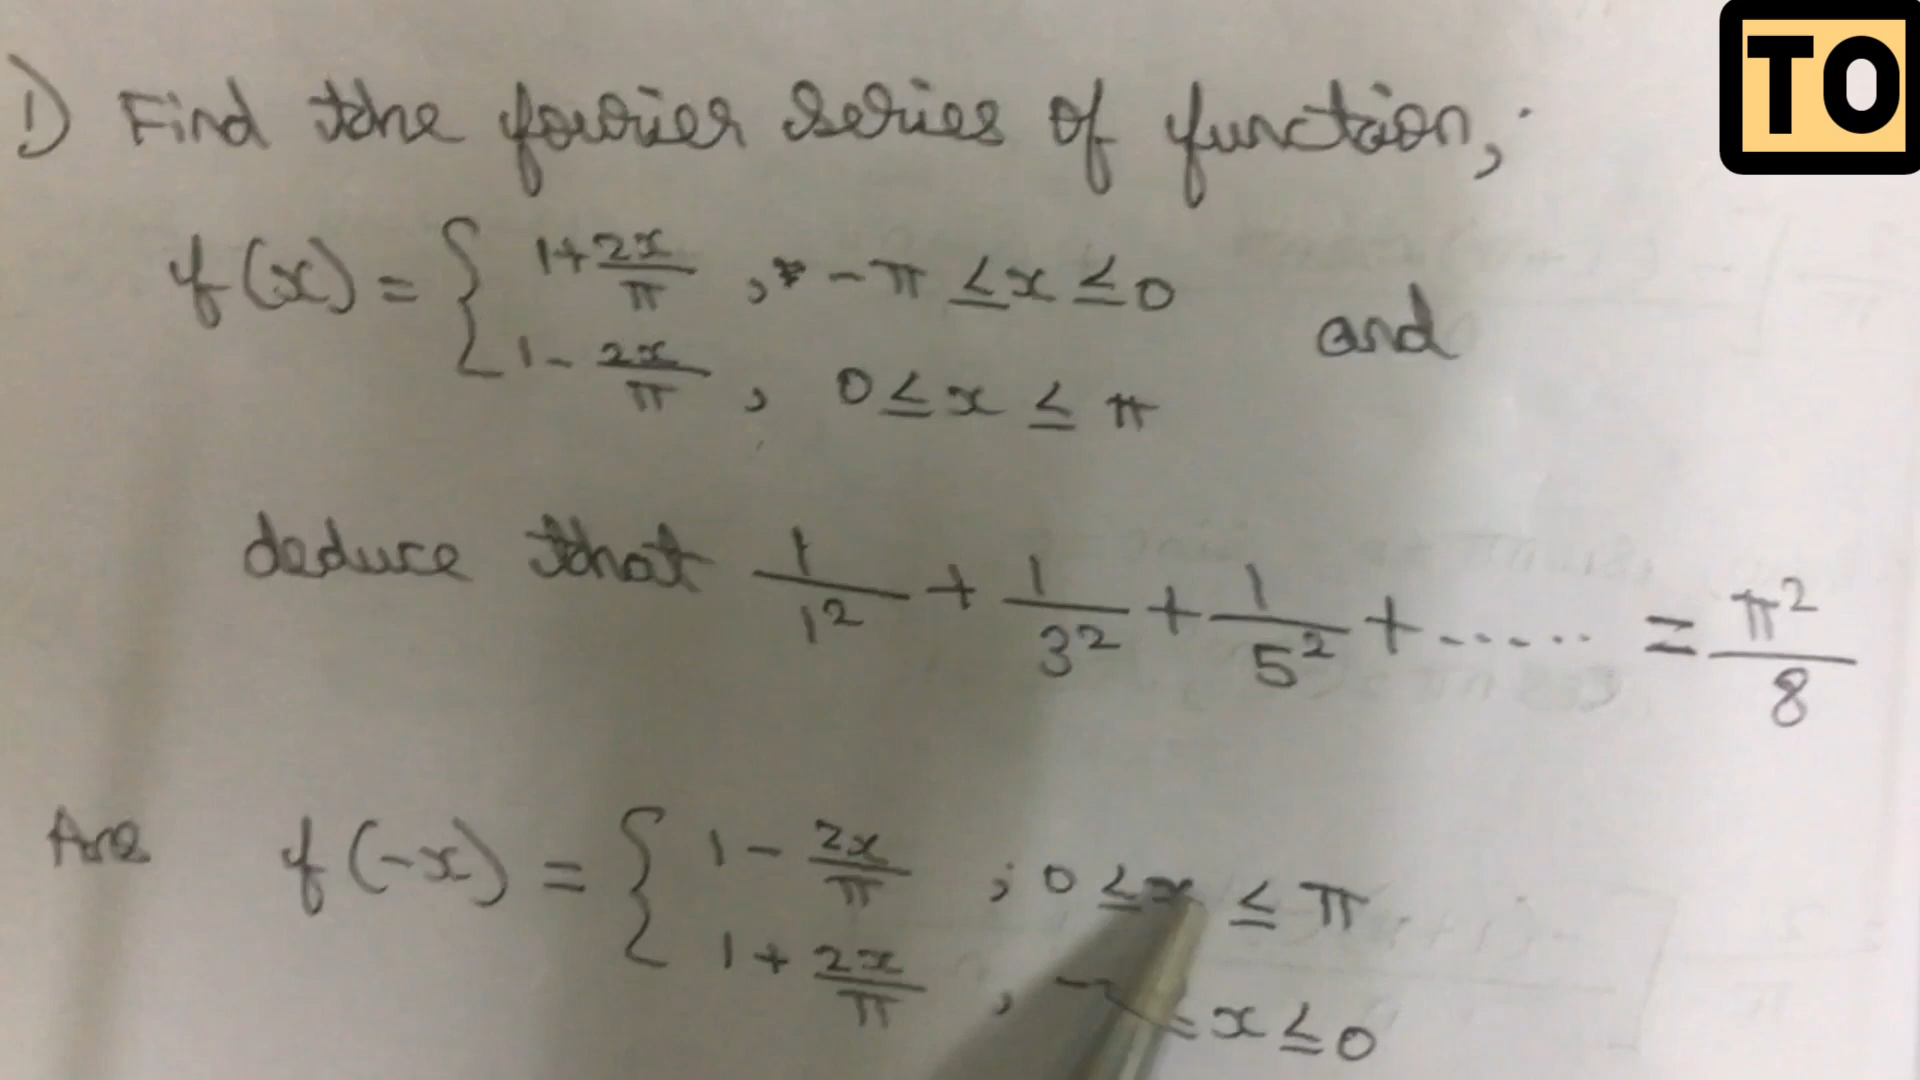 TO
1) Find the fourier series of function,
f(x) = { 1+2x/π , -π ≤ x ≤ 0
1 - 2x/π , 0 ≤ x ≤ π and
deduce that 1/1² + 1/3² + 1/5² + ...... = π²/8
Ans f(-x) = { 1 - 2x/π ; 0 ≤ x ≤ π
1 + 2x/π , - ≤ x ≤ 0